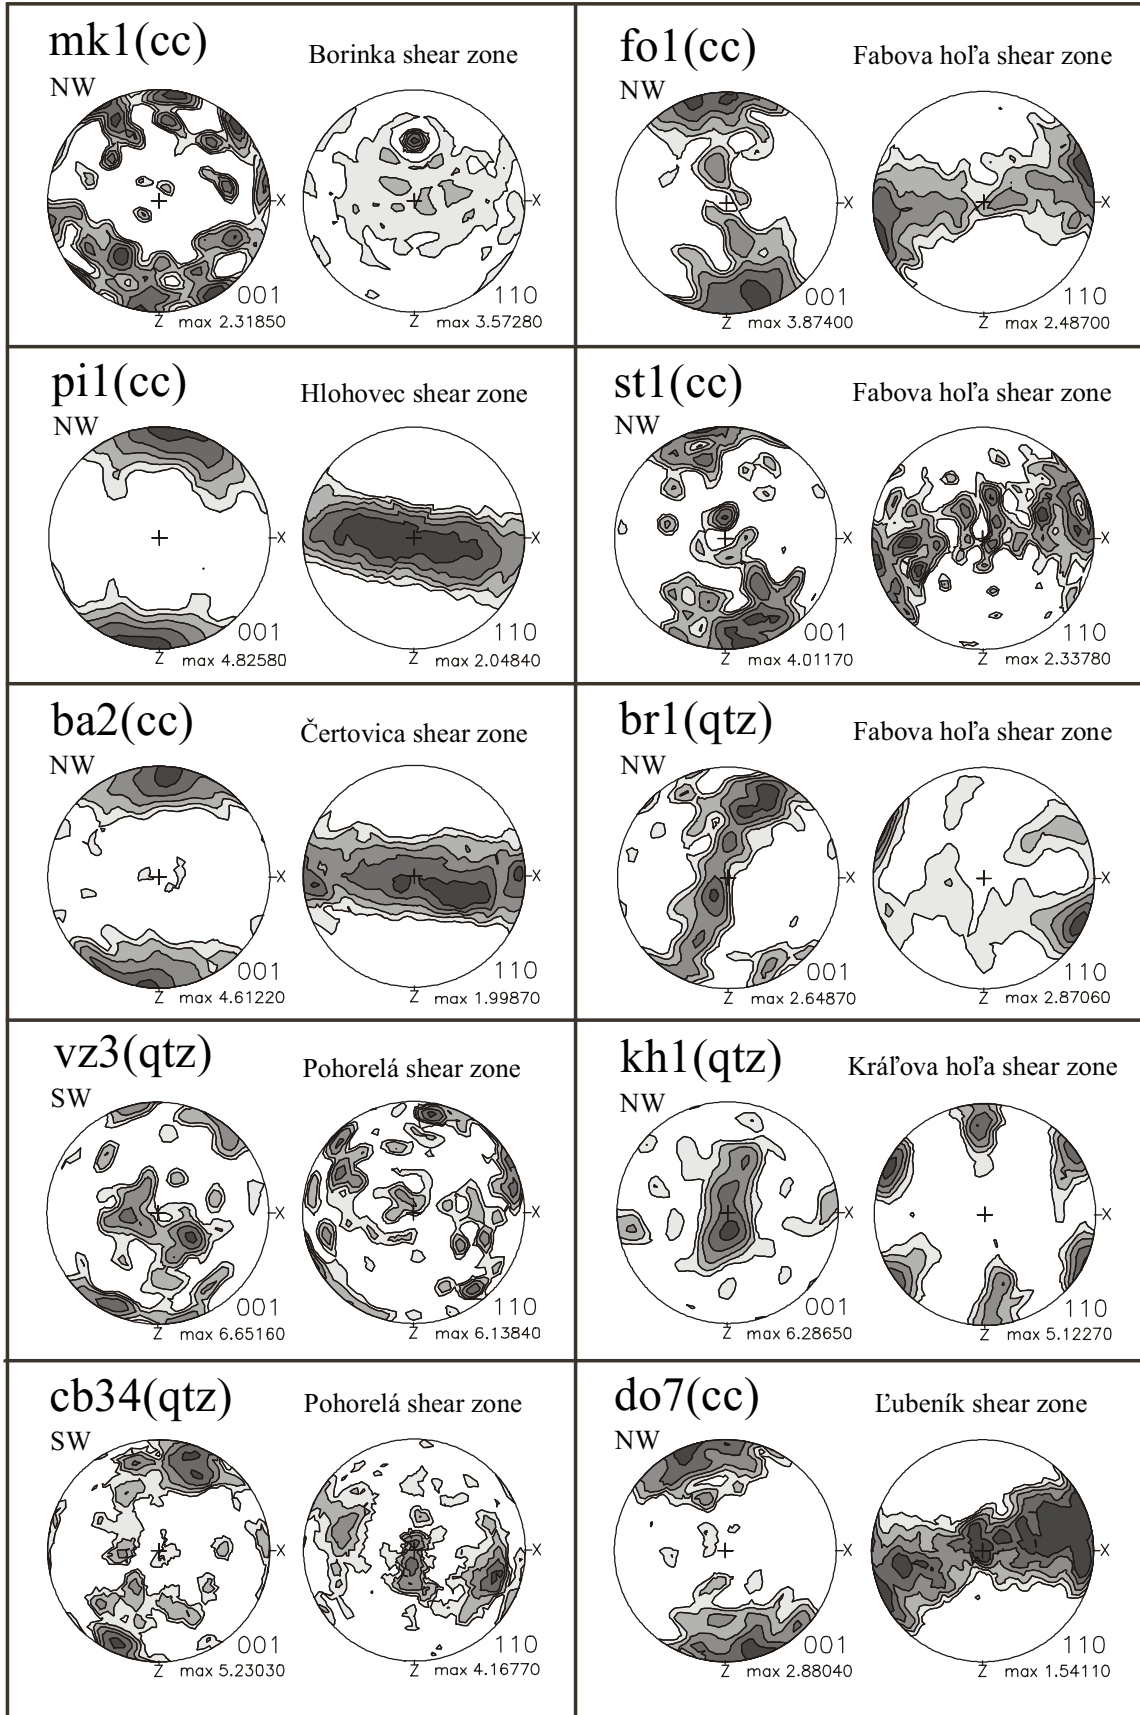 mk1(cc)
Borinka shear zone
NW
X
001
110
Z
max 2.31850
max 3.57280
fo1(cc)
Fabova hoľa shear zone
NW
X
X
001
110
Z
max 3.87400
max 2.48700
pi1(cc)
Hlohovec shear zone
NW
X
X
001
110
Z
max 4.82580
max 2.04840
st1(cc)
Fabova hoľa shear zone
NW
X
X
001
110
Z
max 4.01170
max 2.33780
ba2(cc)
Čertovica shear zone
NW
X
X
001
110
Z
max 4.61220
max 1.99870
br1(qtz)
Fabova hoľa shear zone
NW
X
X
001
110
Z
max 2.64870
max 2.87060
vz3(qtz)
Pohorelá shear zone
SW
X
X
001
110
Z
max 6.65160
max 6.13840
kh1(qtz)
Kráľova hoľa shear zone
NW
X
X
001
110
Z
max 6.28650
max 5.12270
cb34(qtz)
Pohorelá shear zone
SW
X
X
001
110
Z
max 5.23030
max 4.16770
do7(cc)
Ľubeník shear zone
NW
X
X
001
110
Z
max 2.88040
max 1.54110